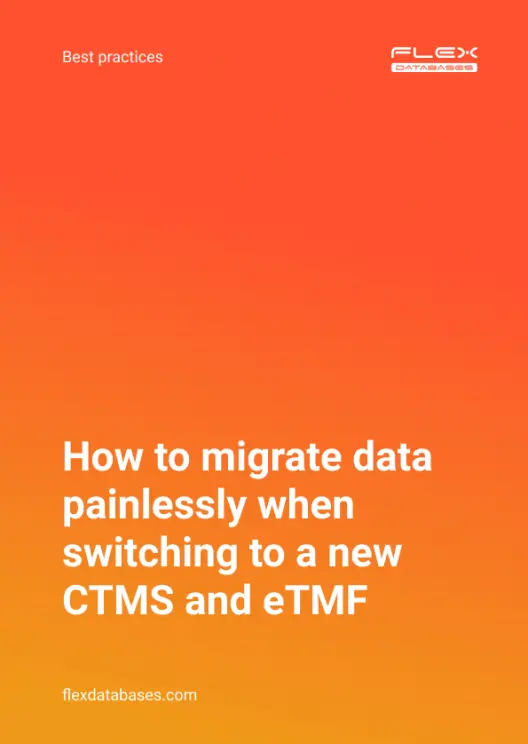 Best practices
FLEX
DATABASES
How to migrate data
painlessly when
switching to a new
CTMS and eTMF
flexdatabases.com